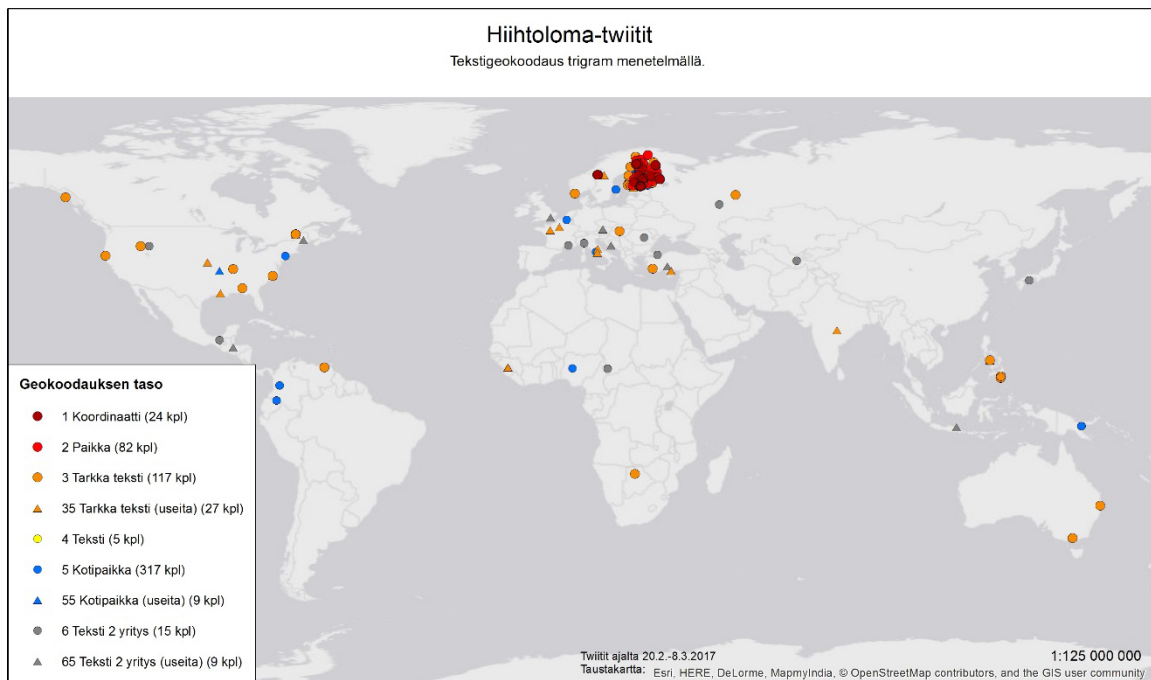 Hiihtoloma-twiitit
Tekstigeokoodaus trigram menetelmällä.
Geokoodauksen taso
1 Koordinaatti (24 kpl)
2 Paikka (82 kpl)
3 Tarkka teksti (117 kpl)
35 Tarkka teksti (useita) (27 kpl)
4 Teksti (5 kpl)
5 Kotipaikka (317 kpl)
55 Kotipaikka (useita) (9 kpl)
6 Teksti 2 yritys (15 kpl)
65 Teksti 2 yritys (useita) (9 kpl)
Twiitit ajalta 20.2.-8.3.2017
1:125 000 000
Taustakartta: Esri, HERE, DeLorme, MapmyIndia, © OpenStreetMap contributors, and the GIS user community